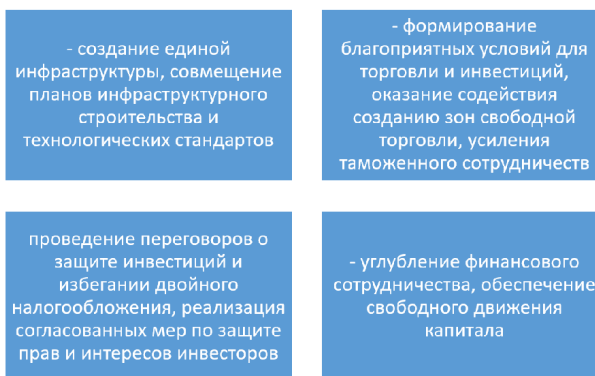 - создание единой
инфраструктуры, совмещение
планов инфраструктурного
строительства и
технологических стандартов
- формирование
благоприятных условий для
торговли и инвестиций,
оказание содействия
созданию зон свободной
торговли, усиления
таможенного сотрудничеств
проведение переговоров о
защите инвестиций и
избегании двойного
налогообложения, реализация
согласованных мер по защите
прав и интересов инвесторов
- углубление финансового
сотрудничества, обеспечение
свободного движения
капитала